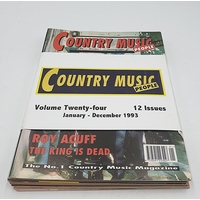 COUNTRY MUSIC
PEOPLE
COUNTRY MUSIC
PEOPLE
Volume Twenty-four 12 Issues
January - December 1993
ROY ACUFF
THE KING IS DEAD
The No.1 Country Music Magazine